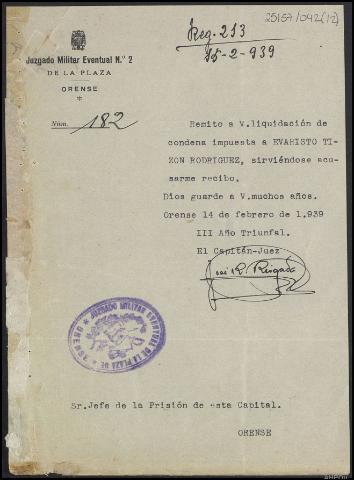 25157/042(12)
Reg. 213
15-2-939
Juzgado Militar Eventual N.º 2
DE LA PLAZA
ORENSE
Núm. 182
Remito a V.liquidación de
condena impuesta a EVARISTO TI-
ZON RODRIGUEZ, sirviéndose acu-
sarme recibo.
Dios guarde a V.muchos años.
Orense 14 de febrero de 1.939
III Año Triunfal.
El Capitán-Juez
JUZGADO MILITAR EVENTUAL DE LA PLAZA DE
ORENSE
Sr.Jefe de la Prisión de esta Capital.
ORENSE